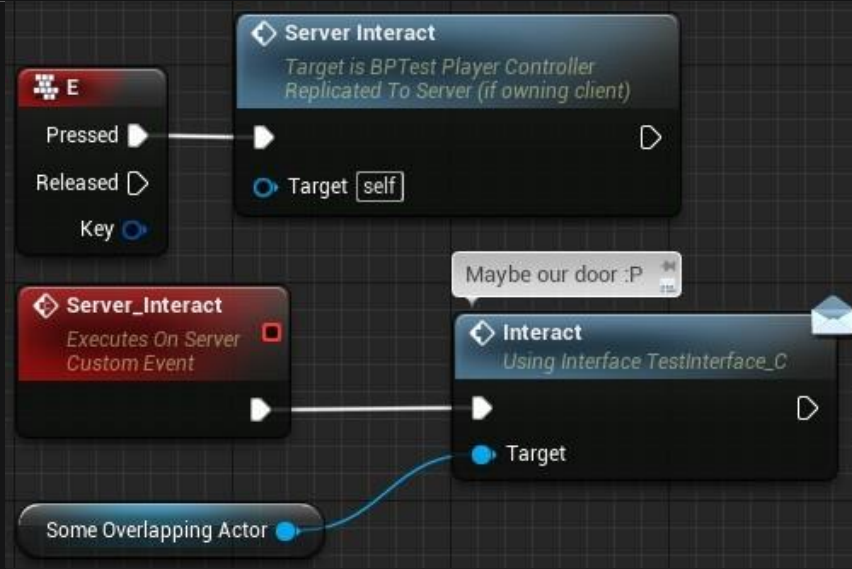 Server Interact
Target is BPTest Player Controller
Replicated To Server (if owning client)
E
Pressed
Released
Target self
Key
Maybe our door :P
Server_Interact
Executes On Server
Custom Event
Interact
Using Interface TestInterface_C
Target
Some Overlapping Actor